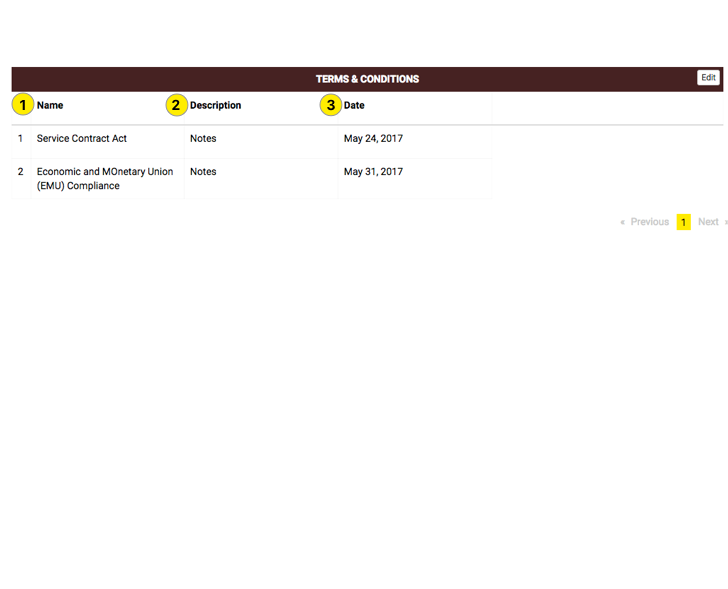 TERMS & CONDITIONS Edit
1 Name 2 Description 3 Date
1 Service Contract Act Notes May 24, 2017
2 Economic and MOnetary Union Notes May 31, 2017
(EMU) Compliance
« Previous 1 Next »